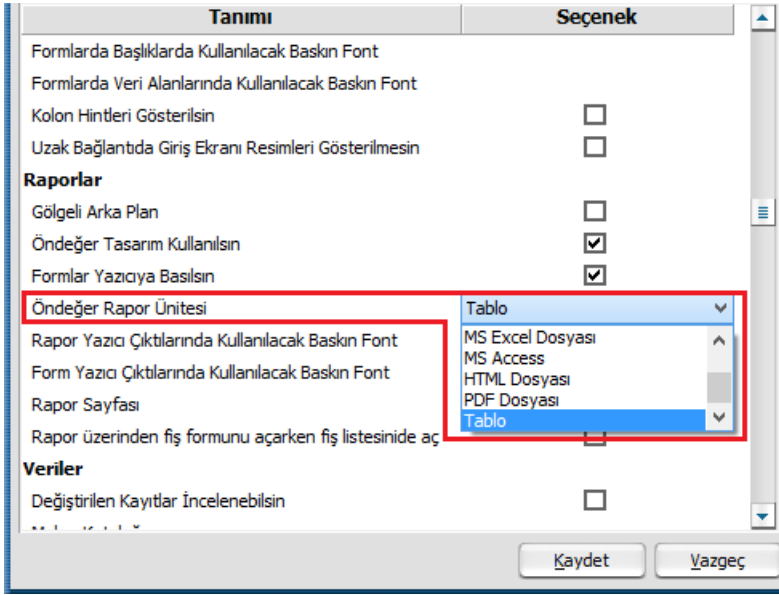 Tanımı Seçenek
Formlarda Başlıklarda Kullanılacak Baskın Font
Formlarda Veri Alanlarında Kullanılacak Baskın Font
Kolon Hintleri Gösterilsin
Uzak Bağlantıda Giriş Ekranı Resimleri Gösterilmesin
Raporlar
Gölgeli Arka Plan
Öndeğer Tasarım Kullanılsın
Formlar Yazıcıya Basılsın
Öndeğer Rapor Ünitesi Tablo
MS Excel Dosyası
Rapor Yazıcı Çıktılarında Kullanılacak Baskın Font
MS Access
Form Yazıcı Çıktılarında Kullanılacak Baskın Font
HTML Dosyası
Rapor Sayfası
PDF Dosyası
Tablo
Rapor üzerinden fiş formunu açarken fiş listesinide aç
Veriler
Değiştirilen Kayıtlar İncelenebilsin
Kaydet Vazgeç